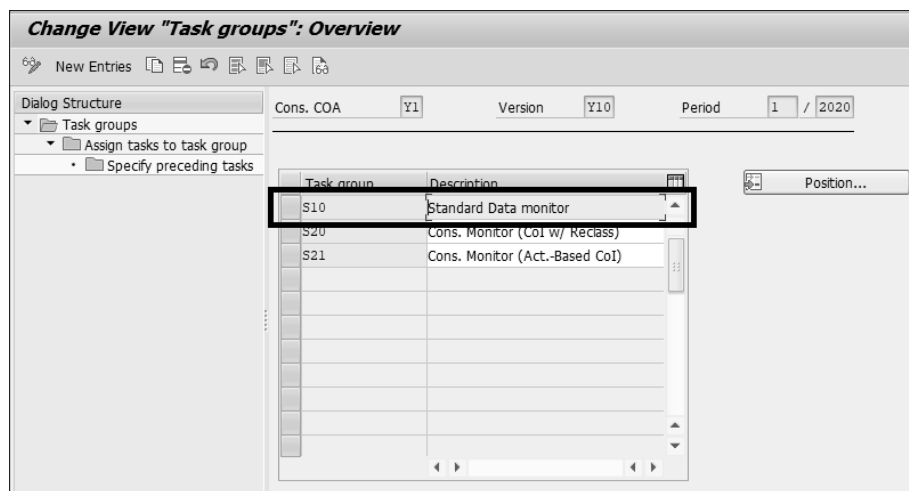 Change View "Task groups": Overview
New Entries
Dialog Structure
Task groups
Assign tasks to task group
Specify preceding tasks
Cons. COA Y1 Version Y10 Period 1 / 2020
Task group Description
Position...
S10 Standard Data monitor
S20 Cons. Monitor (CoI w/ Reclass)
S21 Cons. Monitor (Act.-Based CoI)